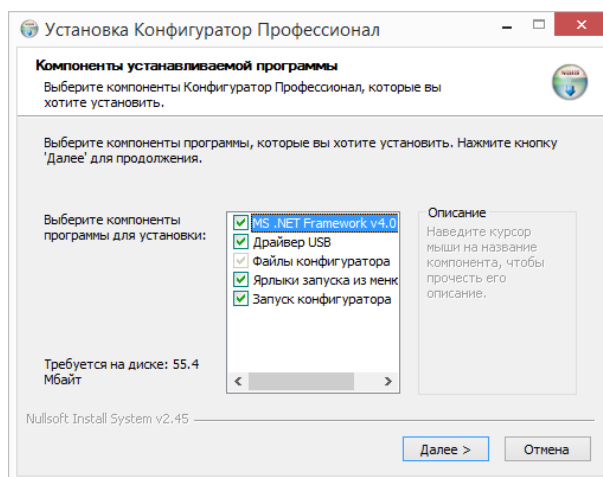 Установка Конфигуратор Профессионал
Компоненты устанавливаемой программы
Выберите компоненты Конфигуратор Профессионал, которые вы
хотите установить.
Выберите компоненты программы, которые вы хотите установить. Нажмите кнопку
'Далее' для продолжения.
Выберите компоненты
программы для установки:
MS .NET Framework v4.0
Драйвер USB
Файлы конфигуратора
Ярлыки запуска из меню
Запуск конфигуратора
Описание
Наведите курсор
мыши на название
компонента, чтобы
прочесть его
описание.
Требуется на диске: 55.4
Мбайт
Nullsoft Install System v2.45
Далее >
Отмена